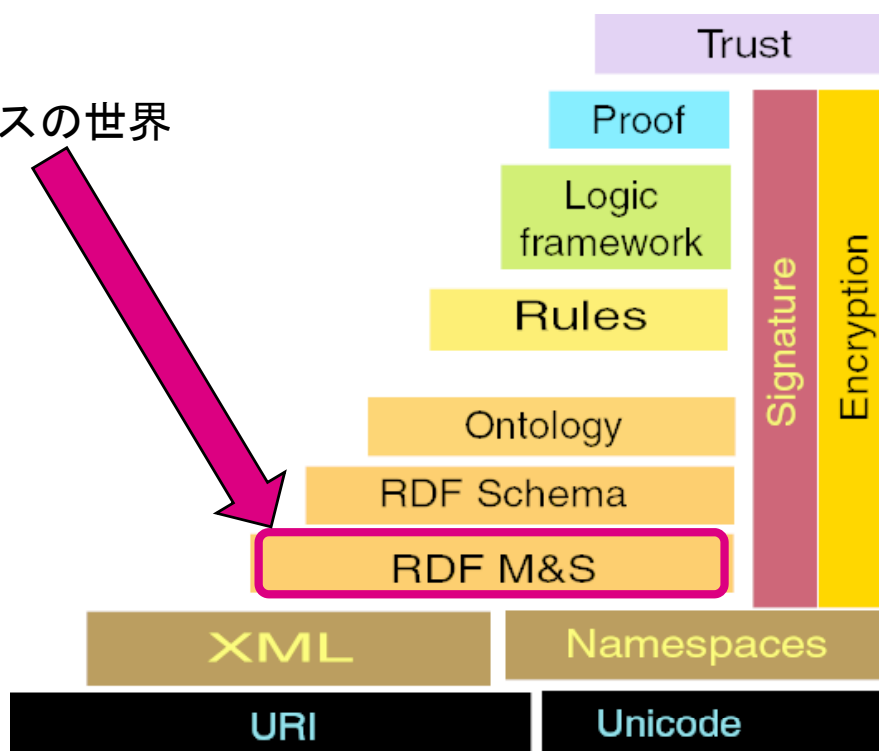 Trust
スの世界
Proof
Logic
framework
Rules
Signature
Encryption
Ontology
RDF Schema
RDF M&S
XML
Namespaces
URI
Unicode